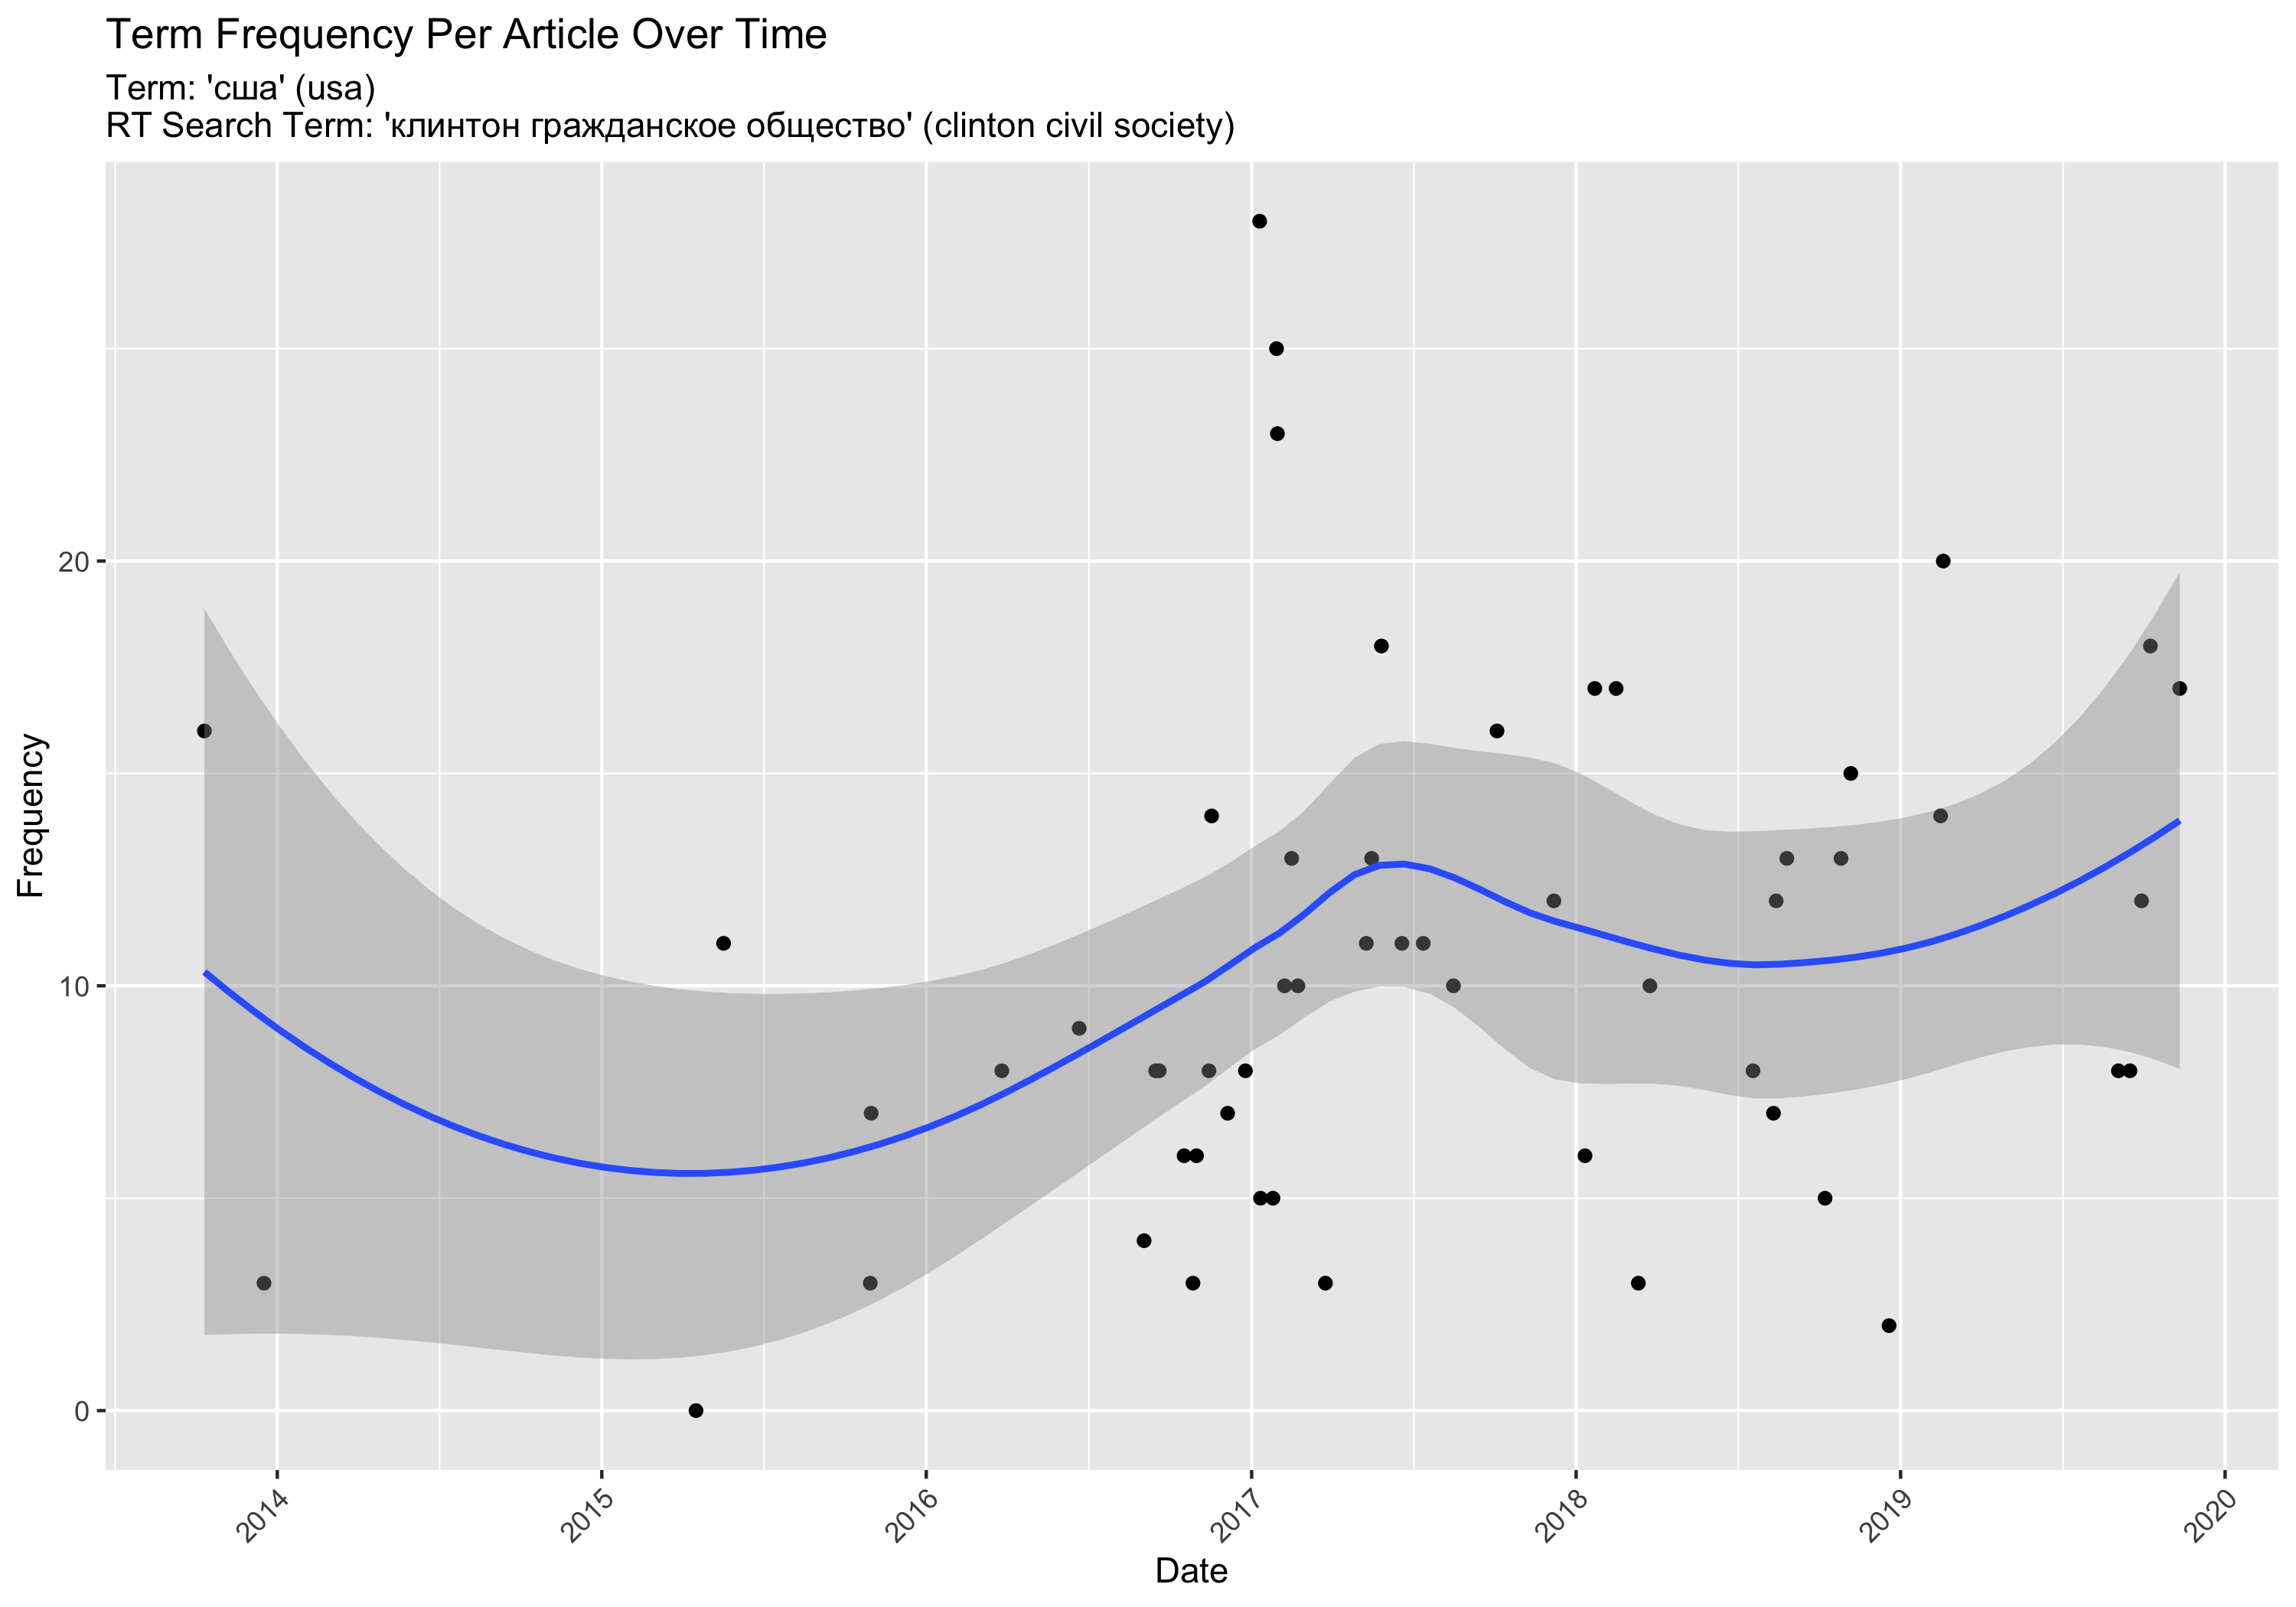 Term Frequency Per Article Over Time
Term: 'сша' (usa)
RT Search Term: 'клинтон гражданское общество' (clinton civil society)
Frequency
20
10
0
2014
2015
2016
2017
2018
2019
2020
Date